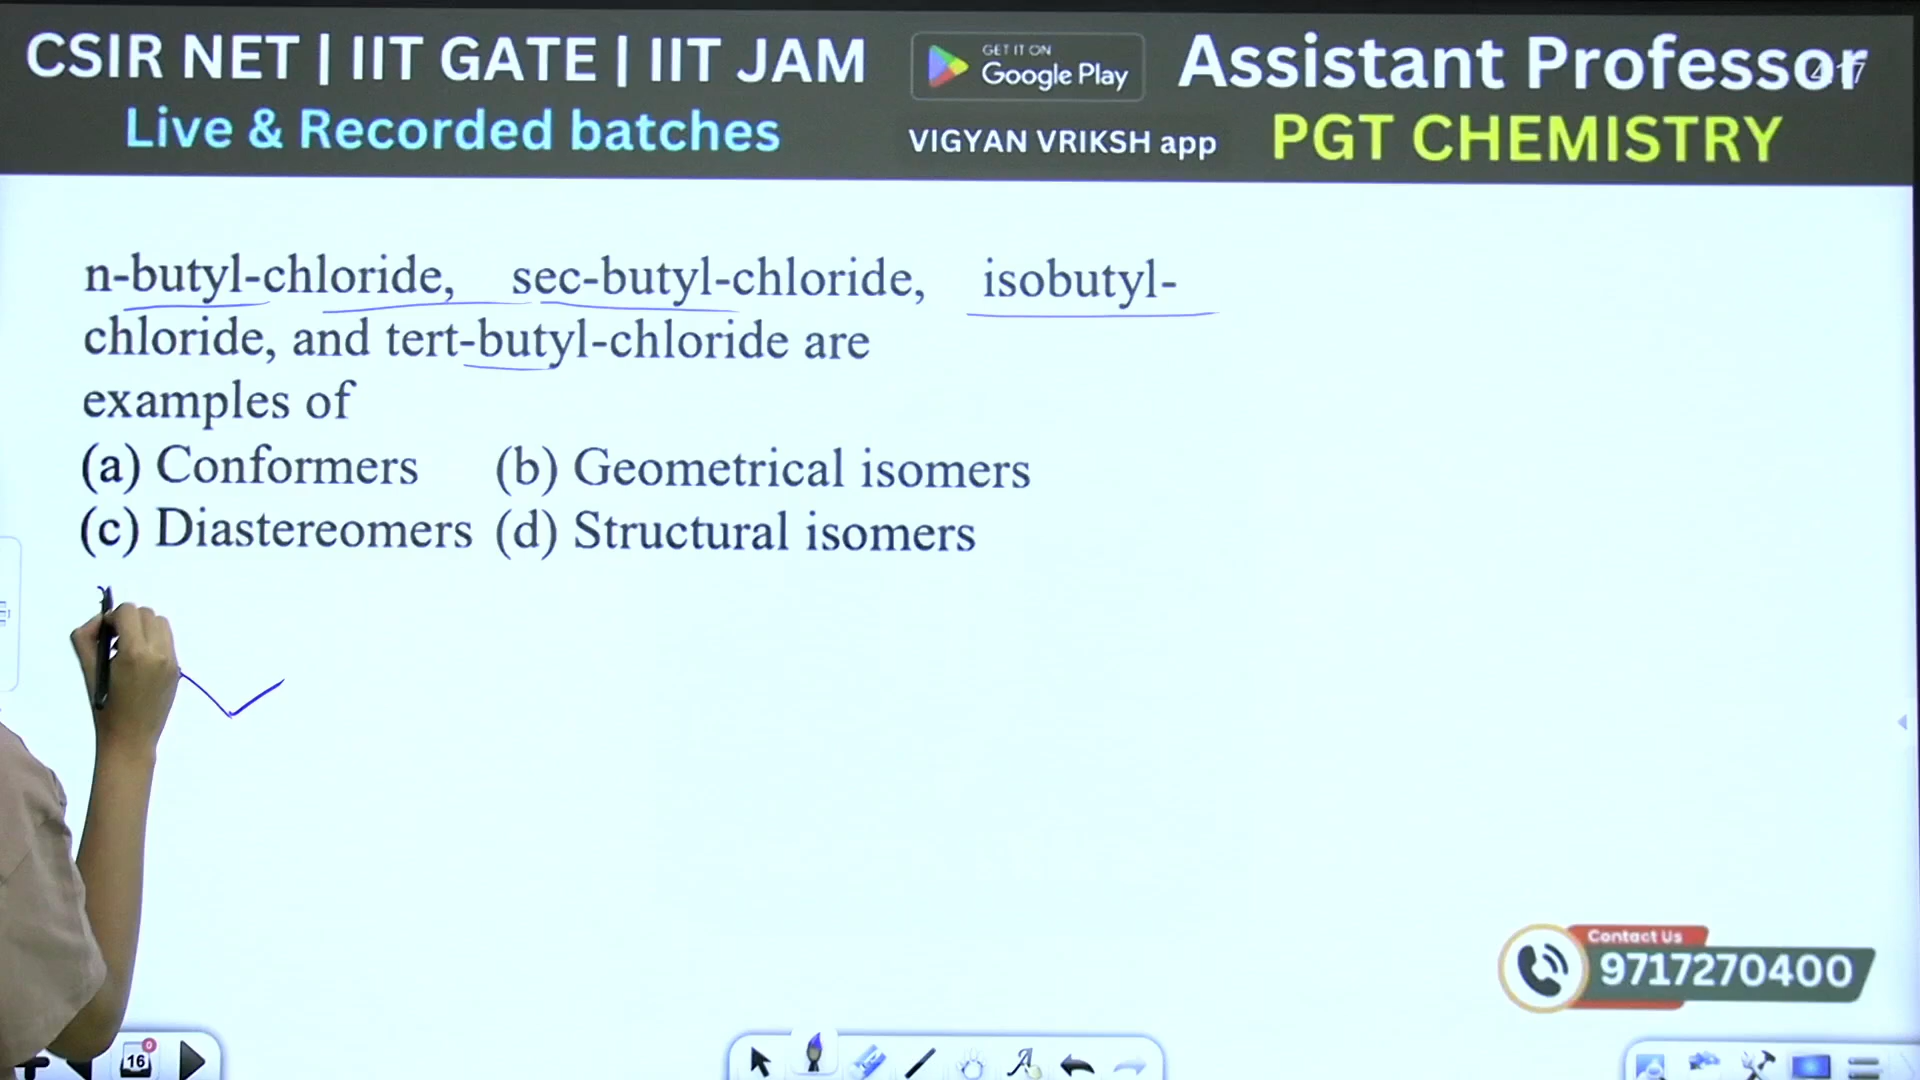 CSIR NET | IIT GATE | IIT JAM
Live & Recorded batches
GET IT ON
Google Play
VIGYAN VRIKSH app
Assistant Professor
PGT CHEMISTRY
n-butyl-chloride, sec-butyl-chloride, isobutyl-
chloride, and tert-butyl-chloride are
examples of
(a) Conformers (b) Geometrical isomers
(c) Diastereomers (d) Structural isomers
Contact Us
9717270400
16
0